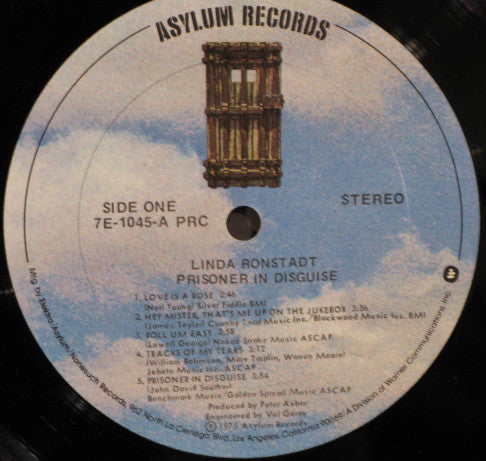 ASYLUM RECORDS
SIDE ONE
7E-1045-A PRC
STEREO
LINDA RONSTADT
PRISONER IN DISGUISE
1. LOVE IS A ROSE 2:46
(Neil Young) Silver Fiddle BMI
2. HEY MISTER, THAT'S ME UP ON THE JUKEBOX 3:56
(James Taylor) Country Road Music Inc./Blackwood Music Inc. BMI
3. ROLL UM EASY 2:58
(Lowell George) Naked Snake Music ASCAP
4. TRACKS OF MY TEARS 3:12
(William Robinson, Marv Taplin, Warren Moore)
Jobete Music Inc. ASCAP
5. PRISONER IN DISGUISE 3:54
(John David Souther)
Benchmark Music/Golden Spread Music ASCAP
Produced by Peter Asher
Engineered by Val Garay
Ⓟ 1975 Asylum Records
Mfg. by Elektra/Asylum/Nonesuch Records, 962 North La Cienega Blvd., Los Angeles, California 90069. A Division of Warner Communications Inc.